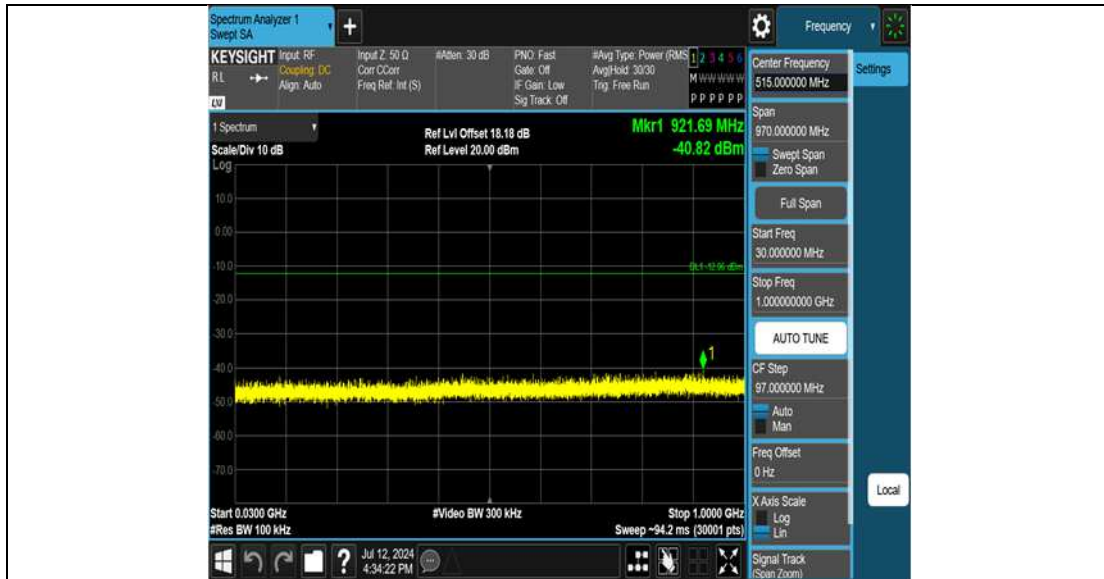 Spectrum Analyzer 1
Swept SA
Frequency
KEYSIGHT
RL
Input: RF
Coupling: DC
Align: Auto
Input Z: 50 Ω
Corr CCorr
Freq Ref: Int (S)
#Atten: 30 dB
PNO: Fast
Gate: Off
IF Gain: Low
Sig Track: Off
#Avg Type: Power (RMS
Avg|Hold: 30/30
Trig: Free Run
1 2 3 4 5 6
M W W W W W
P P P P P P
1 Spectrum
Scale/Div 10 dB
Ref Lvl Offset 18.18 dB
Ref Level 20.00 dBm
Mkr1 921.69 MHz
-40.82 dBm
Log
10.0
0.00
-10.0
-20.0
-30.0
-40.0
-50.0
-60.0
-70.0
DL1 -12.96 dBm
1
Start 0.0300 GHz
#Res BW 100 kHz
#Video BW 300 kHz
Stop 1.0000 GHz
Sweep ~94.2 ms (30001 pts)
Jul 12, 2024
4:34:22 PM
Center Frequency
515.000000 MHz
Span
970.000000 MHz
Swept Span
Zero Span
Full Span
Start Freq
30.000000 MHz
Stop Freq
1.000000000 GHz
AUTO TUNE
CF Step
97.000000 MHz
Auto
Man
Freq Offset
0 Hz
X Axis Scale
Log
Lin
Signal Track
(Span Zoom)
Settings
Local